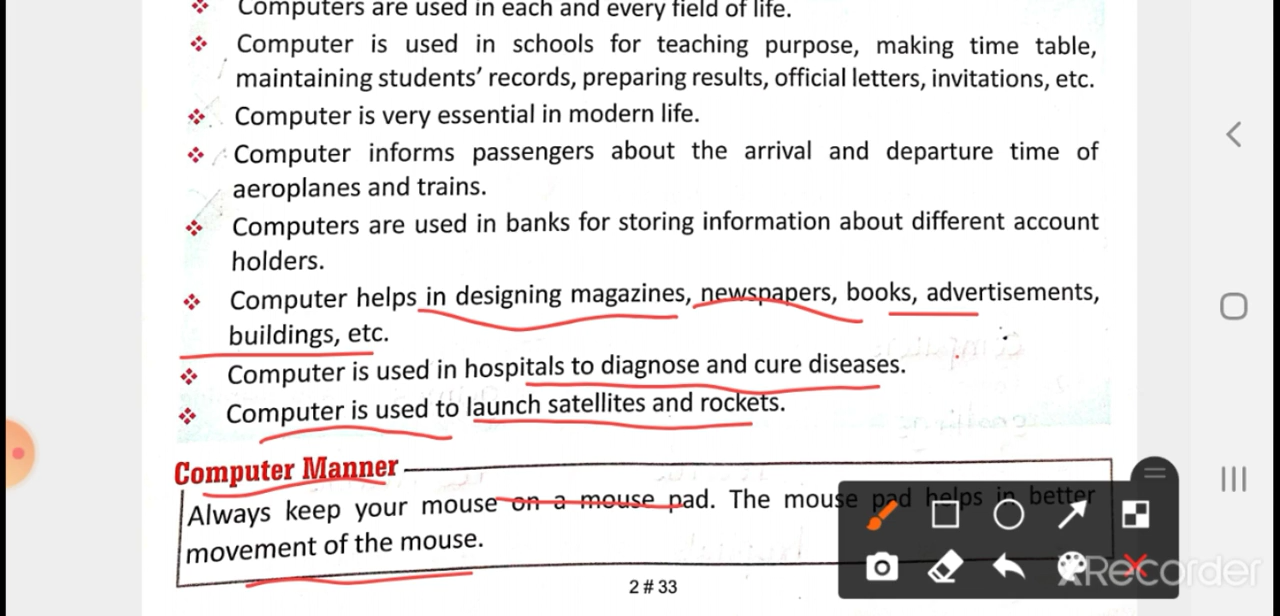 Computers are used in each and every field of life.
Computer is used in schools for teaching purpose, making time table,
maintaining students' records, preparing results, official letters, invitations, etc.
Computer is very essential in modern life.
Computer informs passengers about the arrival and departure time of
aeroplanes and trains.
Computers are used in banks for storing information about different account
holders.
Computer helps in designing magazines, newspapers, books, advertisements,
buildings, etc.
Computer is used in hospitals to diagnose and cure diseases.
Computer is used to launch satellites and rockets.
Computer Manner
Always keep your mouse on a mouse pad. The mouse pad helps in better
movement of the mouse.
2 # 33
XRecorder